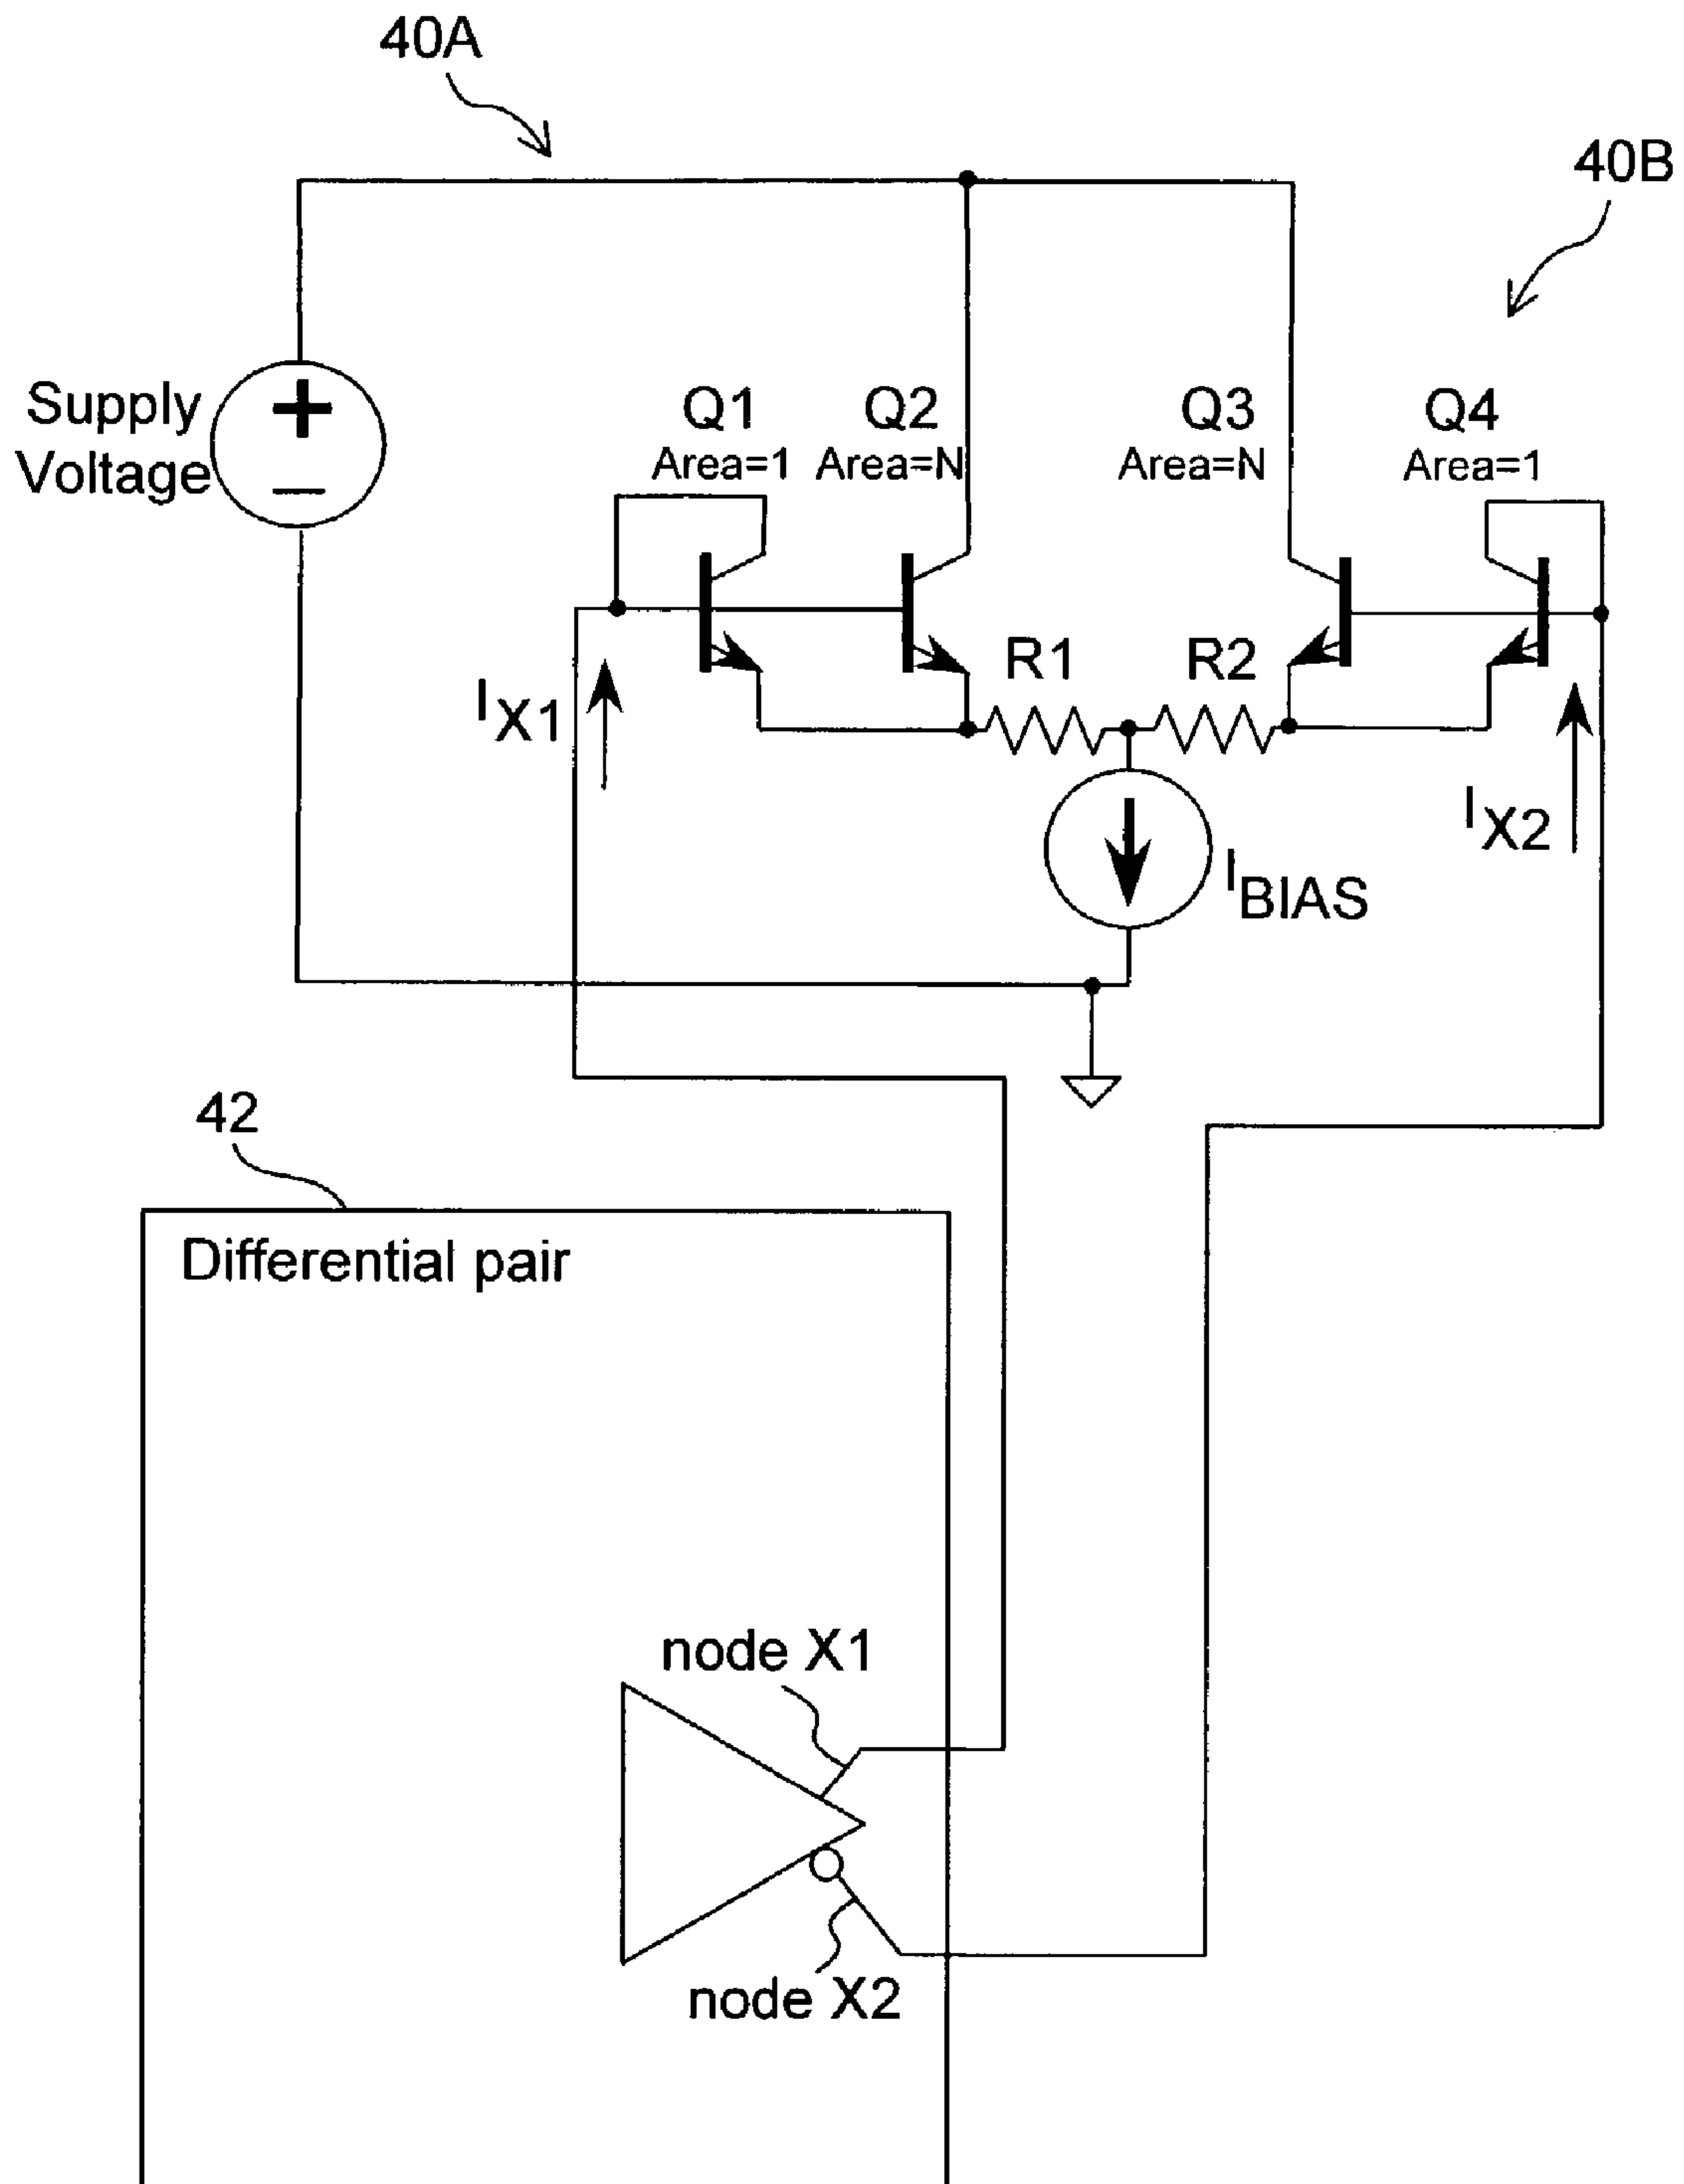 40A
40B
Supply
Voltage
+
−
Q1
Area=1
Q2
Area=N
Q3
Area=N
Q4
Area=1
R1
R2
IX1
IX2
IBIAS
42
Differential pair
node X1
node X2